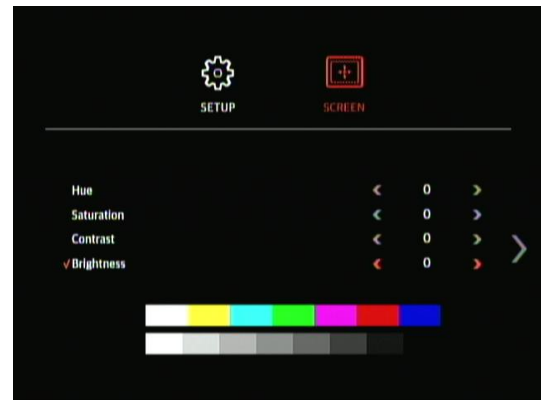 SETUP SCREEN
Hue 0
Saturation 0
Contrast 0
√ Brightness 0